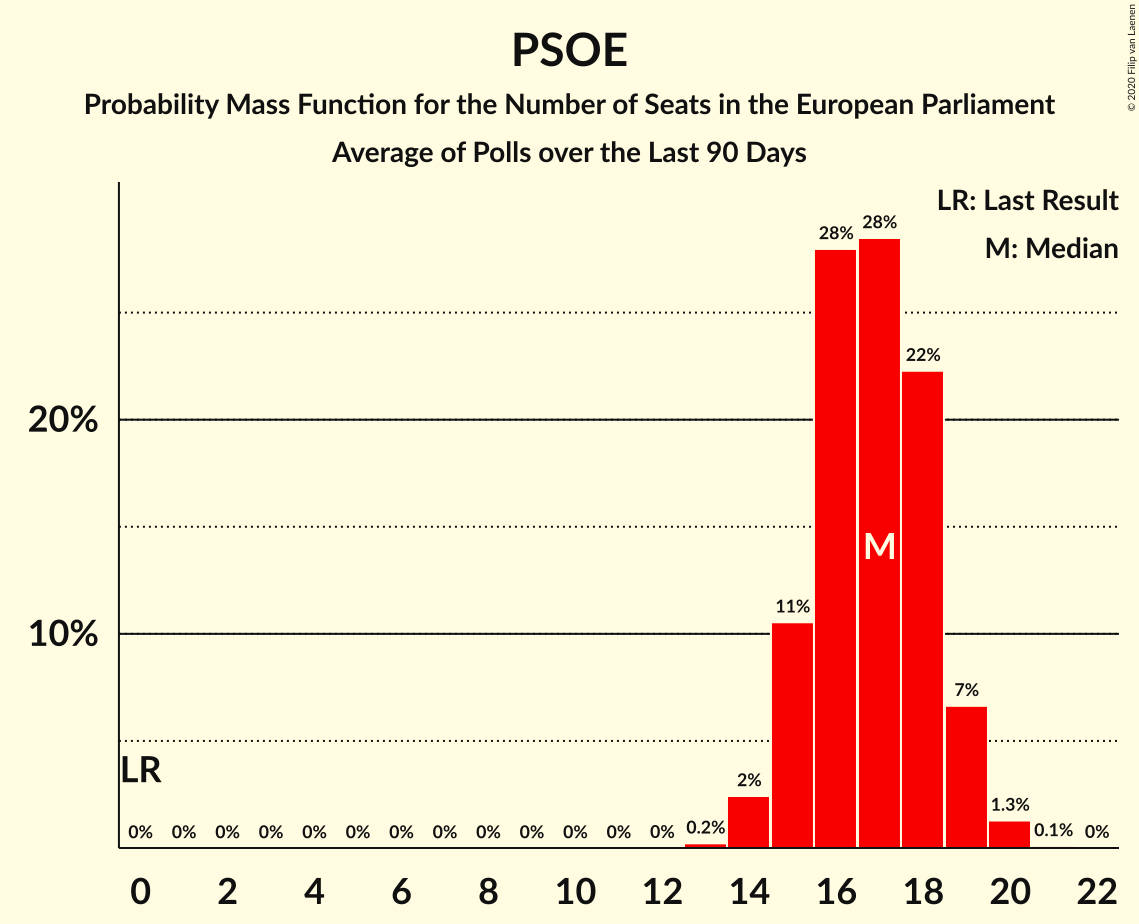 PSOE
Probability Mass Function for the Number of Seats in the European Parliament
Average of Polls over the Last 90 Days
© 2020 Filip van Laenen
LR: Last Result
M: Median
28%
28%
22%
20%
M
11%
10%
7%
LR
2%
1.3%
0% 0% 0% 0% 0% 0% 0% 0% 0% 0% 0% 0% 0% 0.2% 0.1% 0%
0 2 4 6 8 10 12 14 16 18 20 22